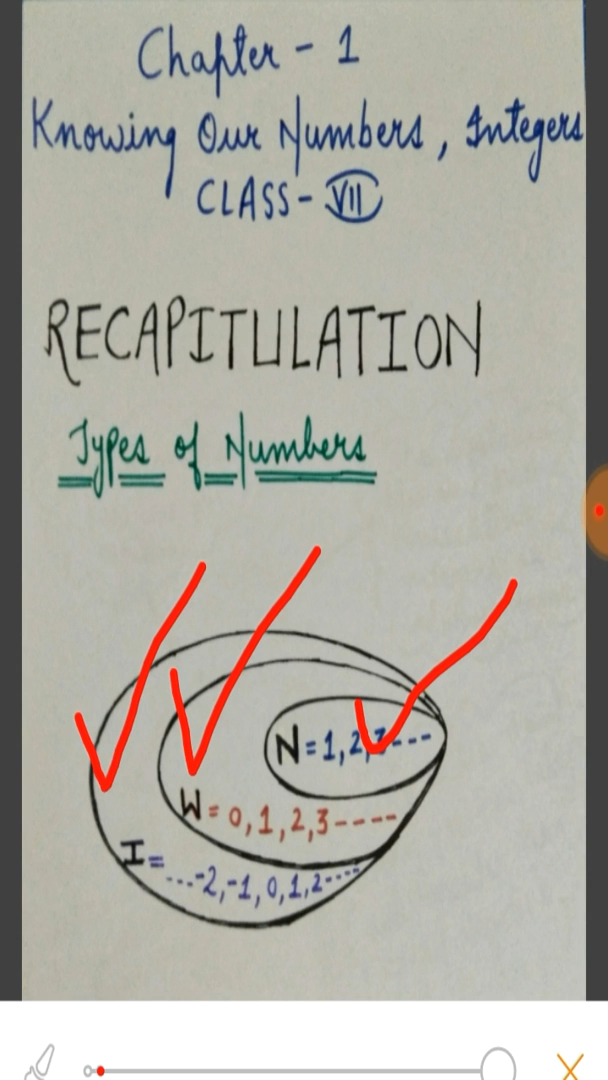 Chapter - 1
Knowing Our Numbers, Integers
CLASS - VII
RECAPITULATION
Types of Numbers
N = 1, 2, 3 ----
W = 0, 1, 2, 3 ----
I = ...-2, -1, 0, 1, 2 ----